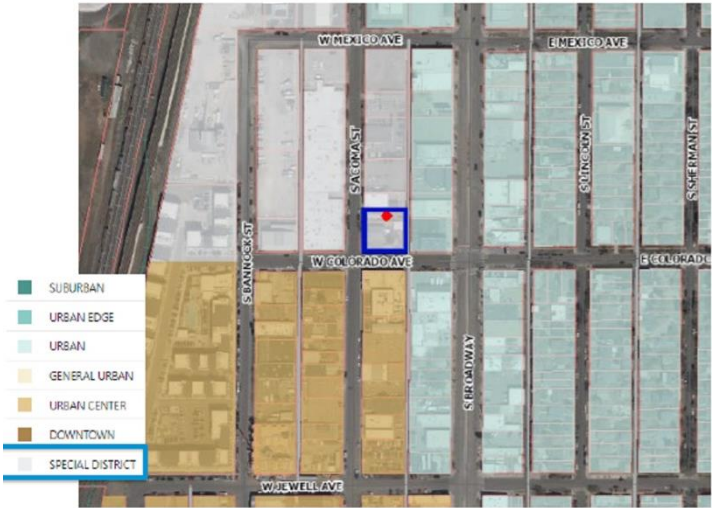 W MEXICO AVE
E MEXICO AVE
S ACOMA ST
S LINCOLN ST
S SHERMAN ST
S BANNOCK ST
W COLORADO AVE
E COLORADO
S BROADWAY
W JEWELL AVE
SUBURBAN
URBAN EDGE
URBAN
GENERAL URBAN
URBAN CENTER
DOWNTOWN
SPECIAL DISTRICT